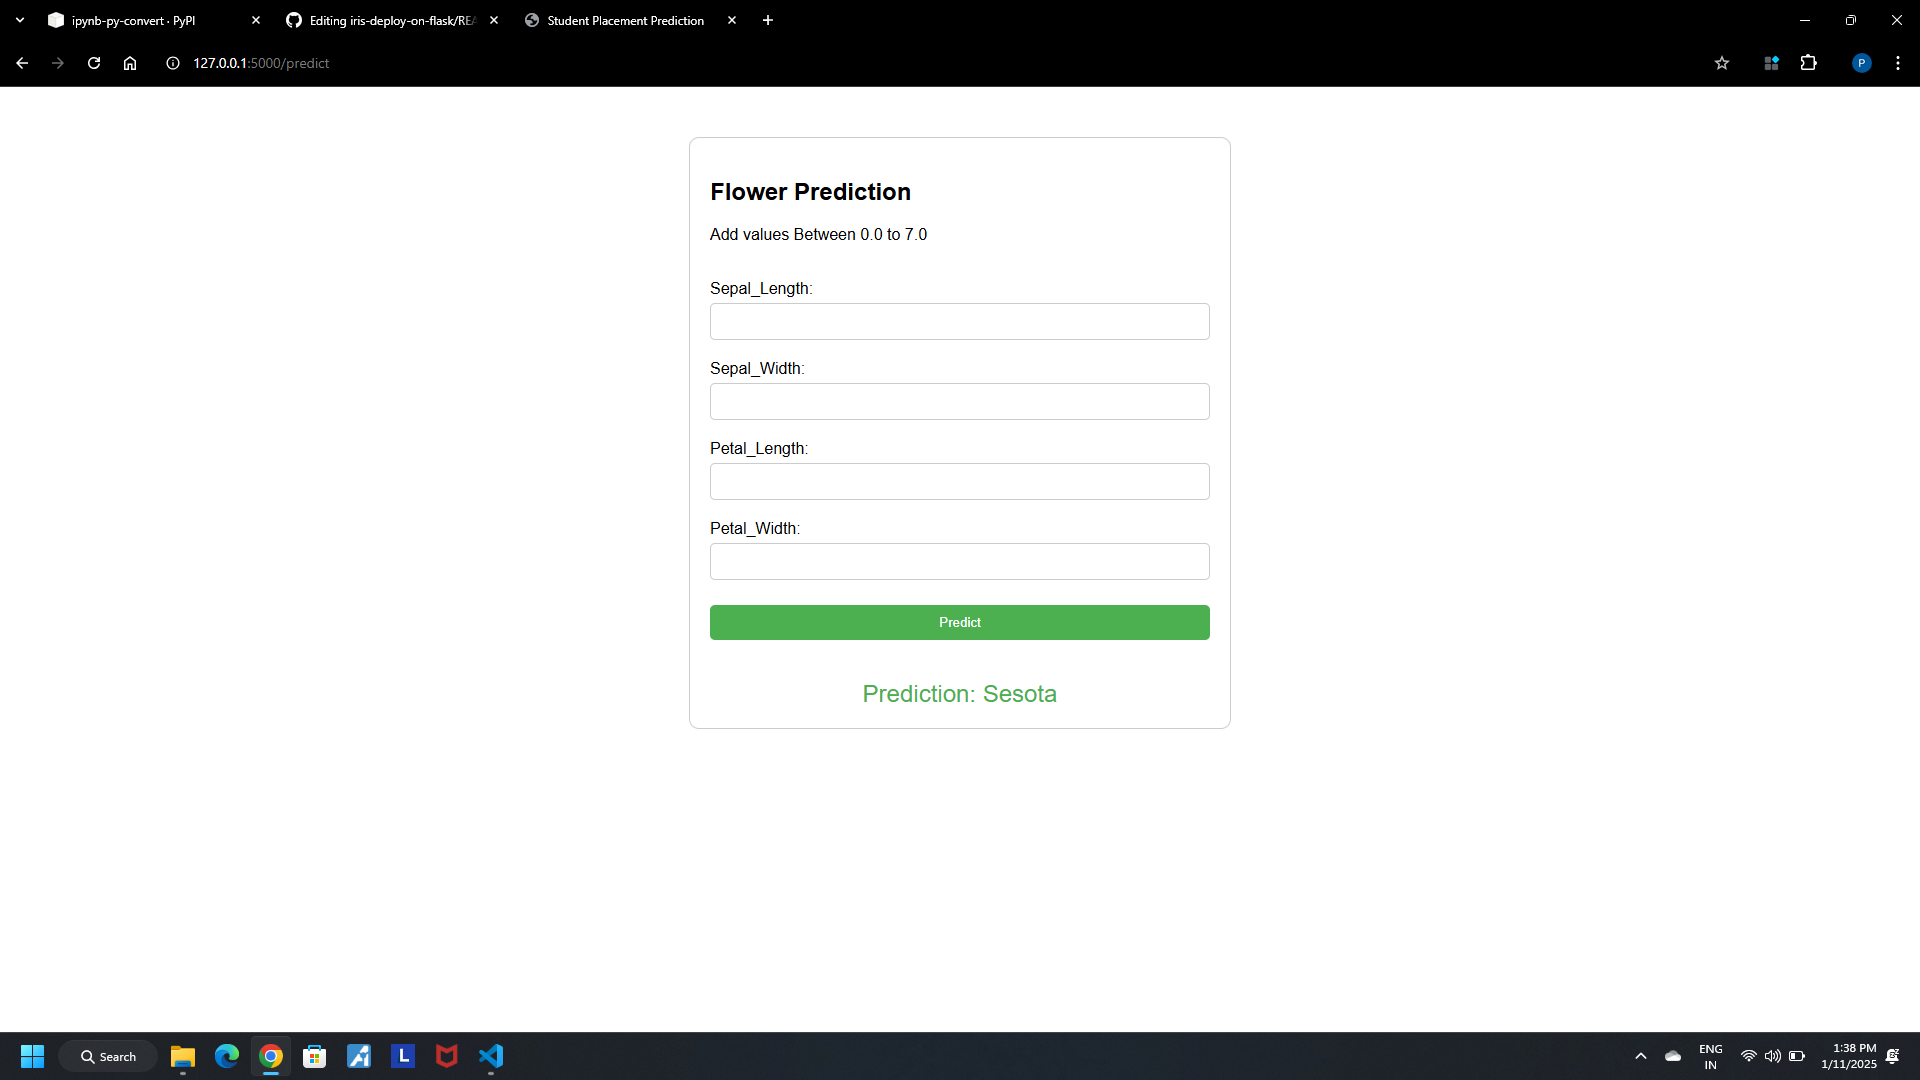 ipynb-py-convert · PyPI
Editing iris-deploy-on-flask/REA
Student Placement Prediction
127.0.0.1:5000/predict
P
Flower Prediction
Add values Between 0.0 to 7.0
Sepal_Length:
Sepal_Width:
Petal_Length:
Petal_Width:
Predict
Prediction: Sesota
Search
L
ENG
IN
1:38 PM
1/11/2025